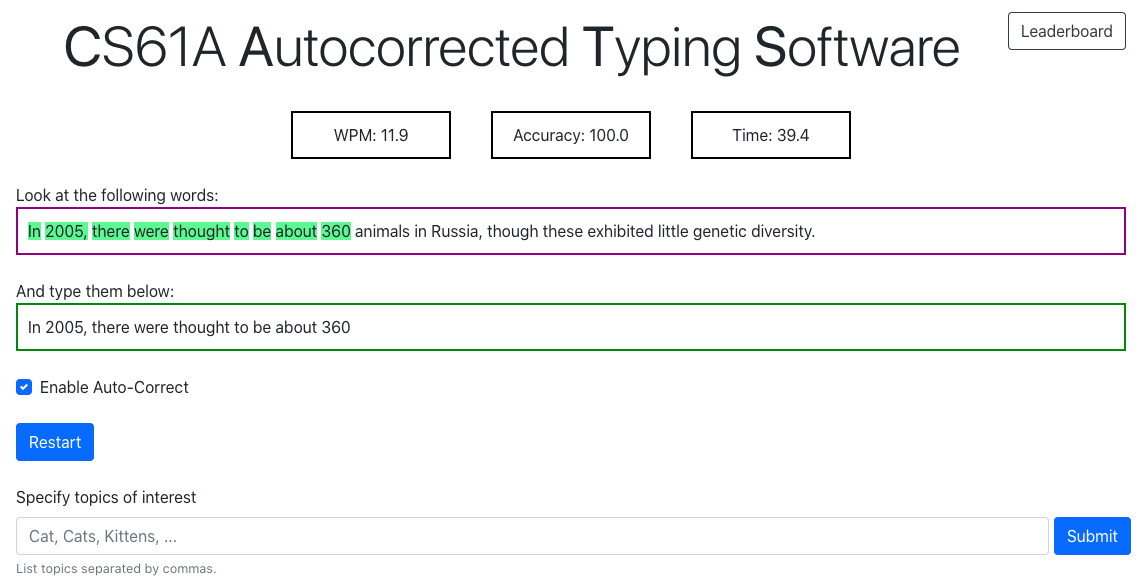 CS61A Autocorrected Typing Software
Leaderboard
WPM: 11.9
Accuracy: 100.0
Time: 39.4
Look at the following words:
In 2005, there were thought to be about 360 animals in Russia, though these exhibited little genetic diversity.
And type them below:
In 2005, there were thought to be about 360
Enable Auto-Correct
Restart
Specify topics of interest
Cat, Cats, Kittens, ...
Submit
List topics separated by commas.